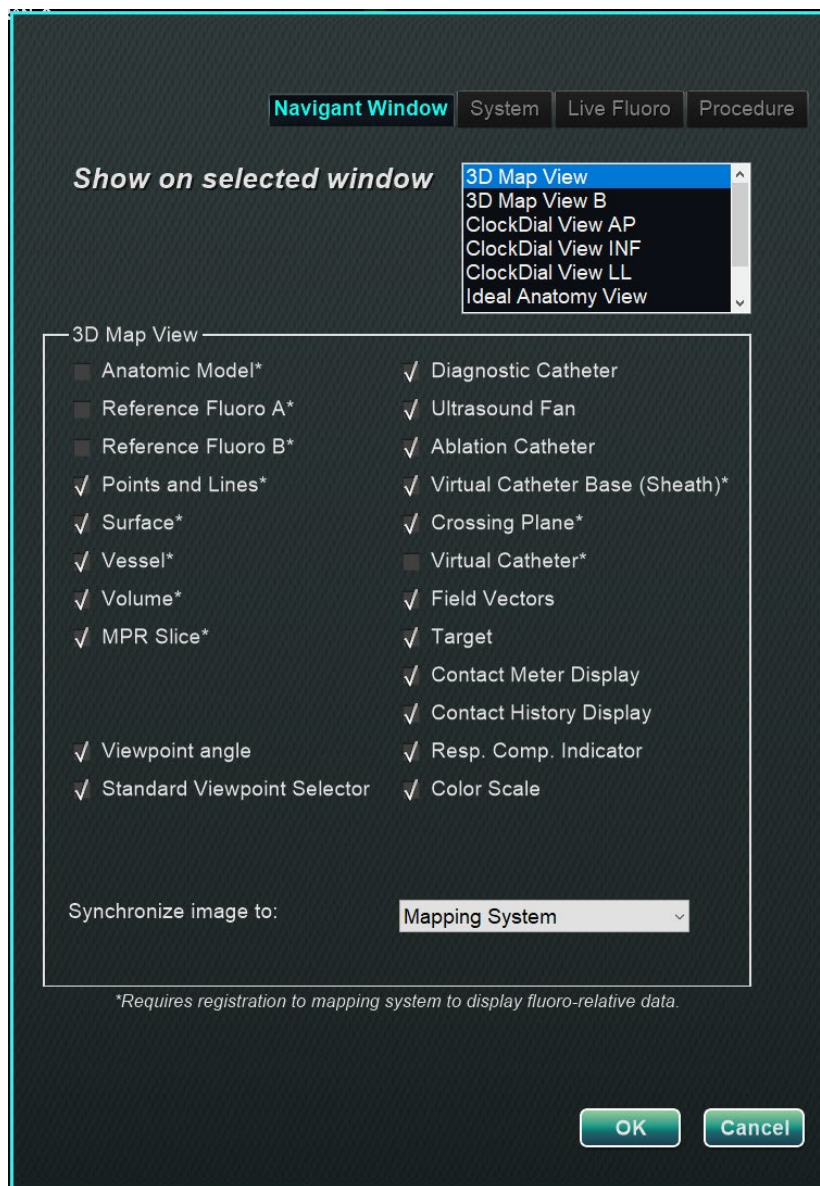 Navigant Window System Live Fluoro Procedure
Show on selected window
3D Map View
3D Map View B
ClockDial View AP
ClockDial View INF
ClockDial View LL
Ideal Anatomy View
3D Map View
Anatomic Model* Diagnostic Catheter
Reference Fluoro A* Ultrasound Fan
Reference Fluoro B* Ablation Catheter
Points and Lines* Virtual Catheter Base (Sheath)*
Surface* Crossing Plane*
Vessel* Virtual Catheter*
Volume* Field Vectors
MPR Slice* Target
Contact Meter Display
Contact History Display
Viewpoint angle Resp. Comp. Indicator
Standard Viewpoint Selector Color Scale
Synchronize image to: Mapping System
*Requires registration to mapping system to display fluoro-relative data.
OK Cancel